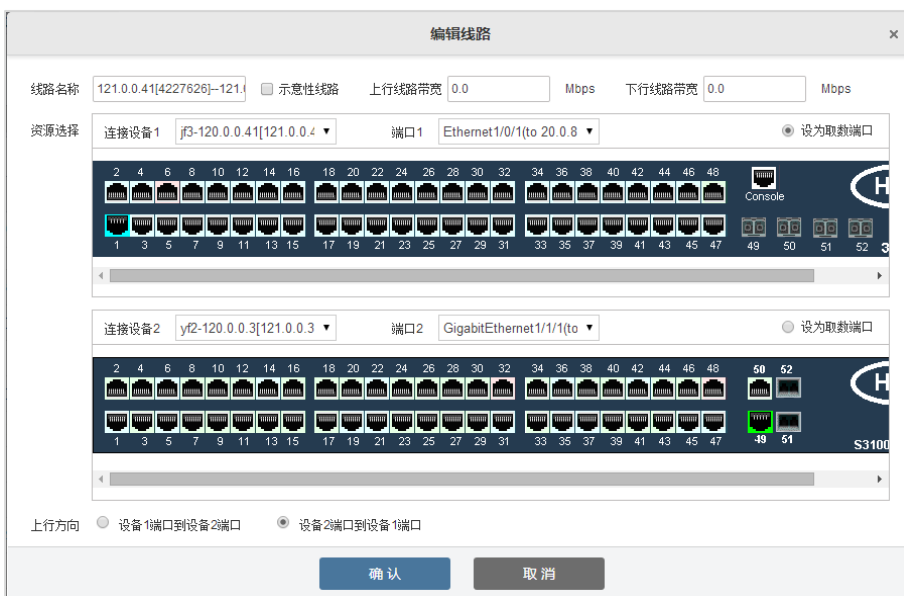 编辑线路 ×
线路名称 121.0.0.41[4227626]--121.( 示意性线路 上行线路带宽 0.0 Mbps 下行线路带宽 0.0 Mbps
资源选择 连接设备1 jf3-120.0.0.41[121.0.0.4 端口1 Ethernet1/0/1(to 20.0.8 设为取数端口
2 4 6 8 10 12 14 16 18 20 22 24 26 28 30 32 34 36 38 40 42 44 46 48
Console H
1 3 5 7 9 11 13 15 17 19 21 23 25 27 29 31 33 35 37 39 41 43 45 47 49 50 51 52 3
连接设备2 yf2-120.0.0.3[121.0.0.3 端口2 GigabitEthernet1/1/1(to 设为取数端口
2 4 6 8 10 12 14 16 18 20 22 24 26 28 30 32 34 36 38 40 42 44 46 48 50 52
H
1 3 5 7 9 11 13 15 17 19 21 23 25 27 29 31 33 35 37 39 41 43 45 47 49 51 S3100
上行方向 设备1端口到设备2端口 设备2端口到设备1端口
确认 取消